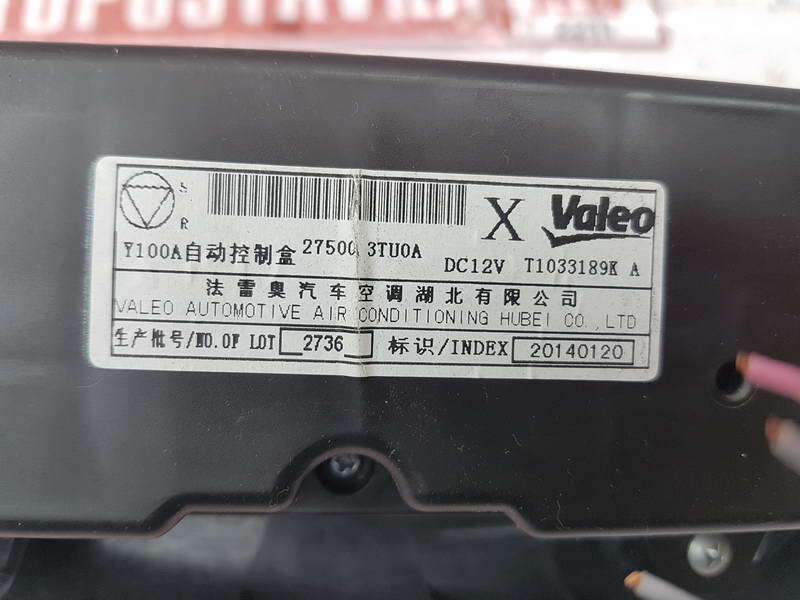 S
R
X
Valeo
Y100A自动控制盒 27500 3TU0A
DC12V T1033189K A
法雷奥汽车空调湖北有限公司
VALEO AUTOMOTIVE AIR CONDITIONING HUBEI CO.,LTD
生产批号/NO.OF LOT 2736 标识/INDEX 20140120